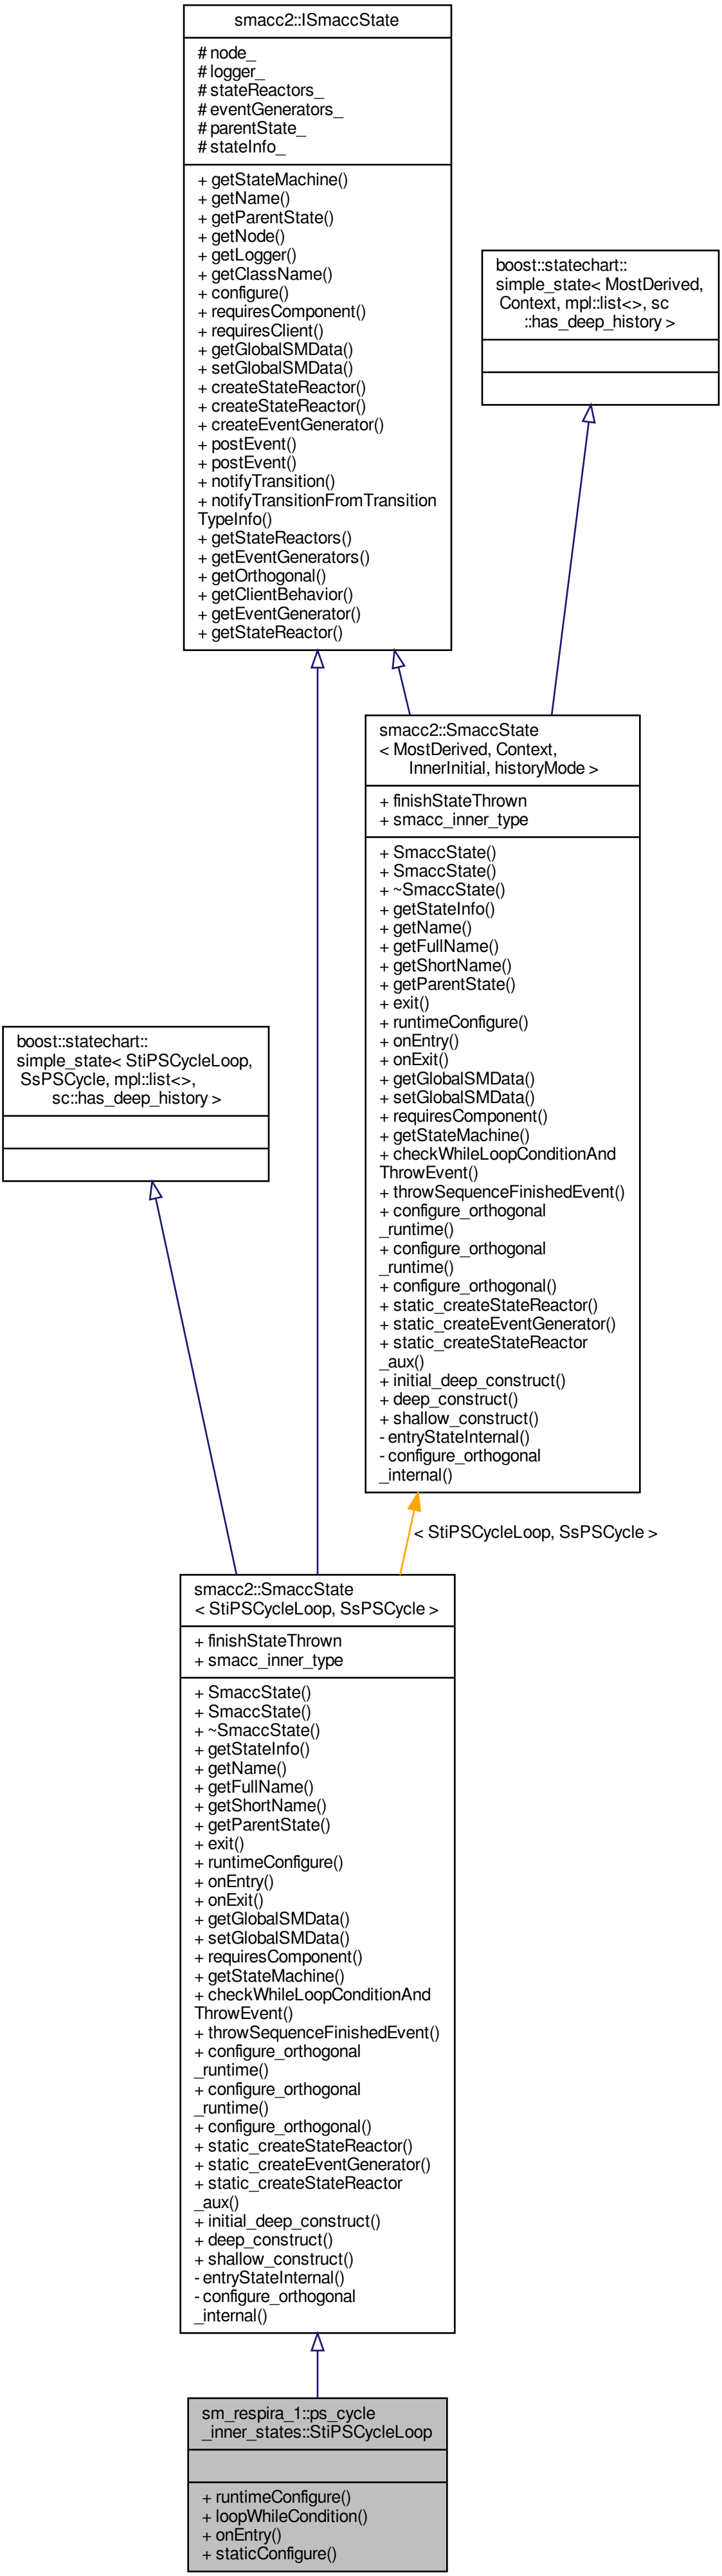 smacc2::ISmaccState
# node_
# logger_
# stateReactors_
# eventGenerators_
# parentState_
# stateInfo_
+ getStateMachine()
+ getName()
+ getParentState()
+ getNode()
+ getLogger()
+ getClassName()
+ configure()
+ requiresComponent()
+ requiresClient()
+ getGlobalSMData()
+ setGlobalSMData()
+ createStateReactor()
+ createStateReactor()
+ createEventGenerator()
+ postEvent()
+ postEvent()
+ notifyTransition()
+ notifyTransitionFromTransition
TypeInfo()
+ getStateReactors()
+ getEventGenerators()
+ getOrthogonal()
+ getClientBehavior()
+ getEventGenerator()
+ getStateReactor()
boost::statechart::
simple_state< MostDerived,
Context, mpl::list<>, sc
::has_deep_history >
smacc2::SmaccState
< MostDerived, Context,
InnerInitial, historyMode >
+ finishStateThrown
+ smacc_inner_type
+ SmaccState()
+ SmaccState()
+ ~SmaccState()
+ getStateInfo()
+ getName()
+ getFullName()
+ getShortName()
+ getParentState()
+ exit()
+ runtimeConfigure()
+ onEntry()
+ onExit()
+ getGlobalSMData()
+ setGlobalSMData()
+ requiresComponent()
+ getStateMachine()
+ checkWhileLoopConditionAnd
ThrowEvent()
+ throwSequenceFinishedEvent()
+ configure_orthogonal
_runtime()
+ configure_orthogonal
_runtime()
+ configure_orthogonal()
+ static_createStateReactor()
+ static_createEventGenerator()
+ static_createStateReactor
_aux()
+ initial_deep_construct()
+ deep_construct()
+ shallow_construct()
- entryStateInternal()
- configure_orthogonal
_internal()
boost::statechart::
simple_state< StiPSCycleLoop,
SsPSCycle, mpl::list<>,
sc::has_deep_history >
< StiPSCycleLoop, SsPSCycle >
smacc2::SmaccState
< StiPSCycleLoop, SsPSCycle >
+ finishStateThrown
+ smacc_inner_type
+ SmaccState()
+ SmaccState()
+ ~SmaccState()
+ getStateInfo()
+ getName()
+ getFullName()
+ getShortName()
+ getParentState()
+ exit()
+ runtimeConfigure()
+ onEntry()
+ onExit()
+ getGlobalSMData()
+ setGlobalSMData()
+ requiresComponent()
+ getStateMachine()
+ checkWhileLoopConditionAnd
ThrowEvent()
+ throwSequenceFinishedEvent()
+ configure_orthogonal
_runtime()
+ configure_orthogonal
_runtime()
+ configure_orthogonal()
+ static_createStateReactor()
+ static_createEventGenerator()
+ static_createStateReactor
_aux()
+ initial_deep_construct()
+ deep_construct()
+ shallow_construct()
- entryStateInternal()
- configure_orthogonal
_internal()
sm_respira_1::ps_cycle
_inner_states::StiPSCycleLoop
+ runtimeConfigure()
+ loopWhileCondition()
+ onEntry()
+ staticConfigure()